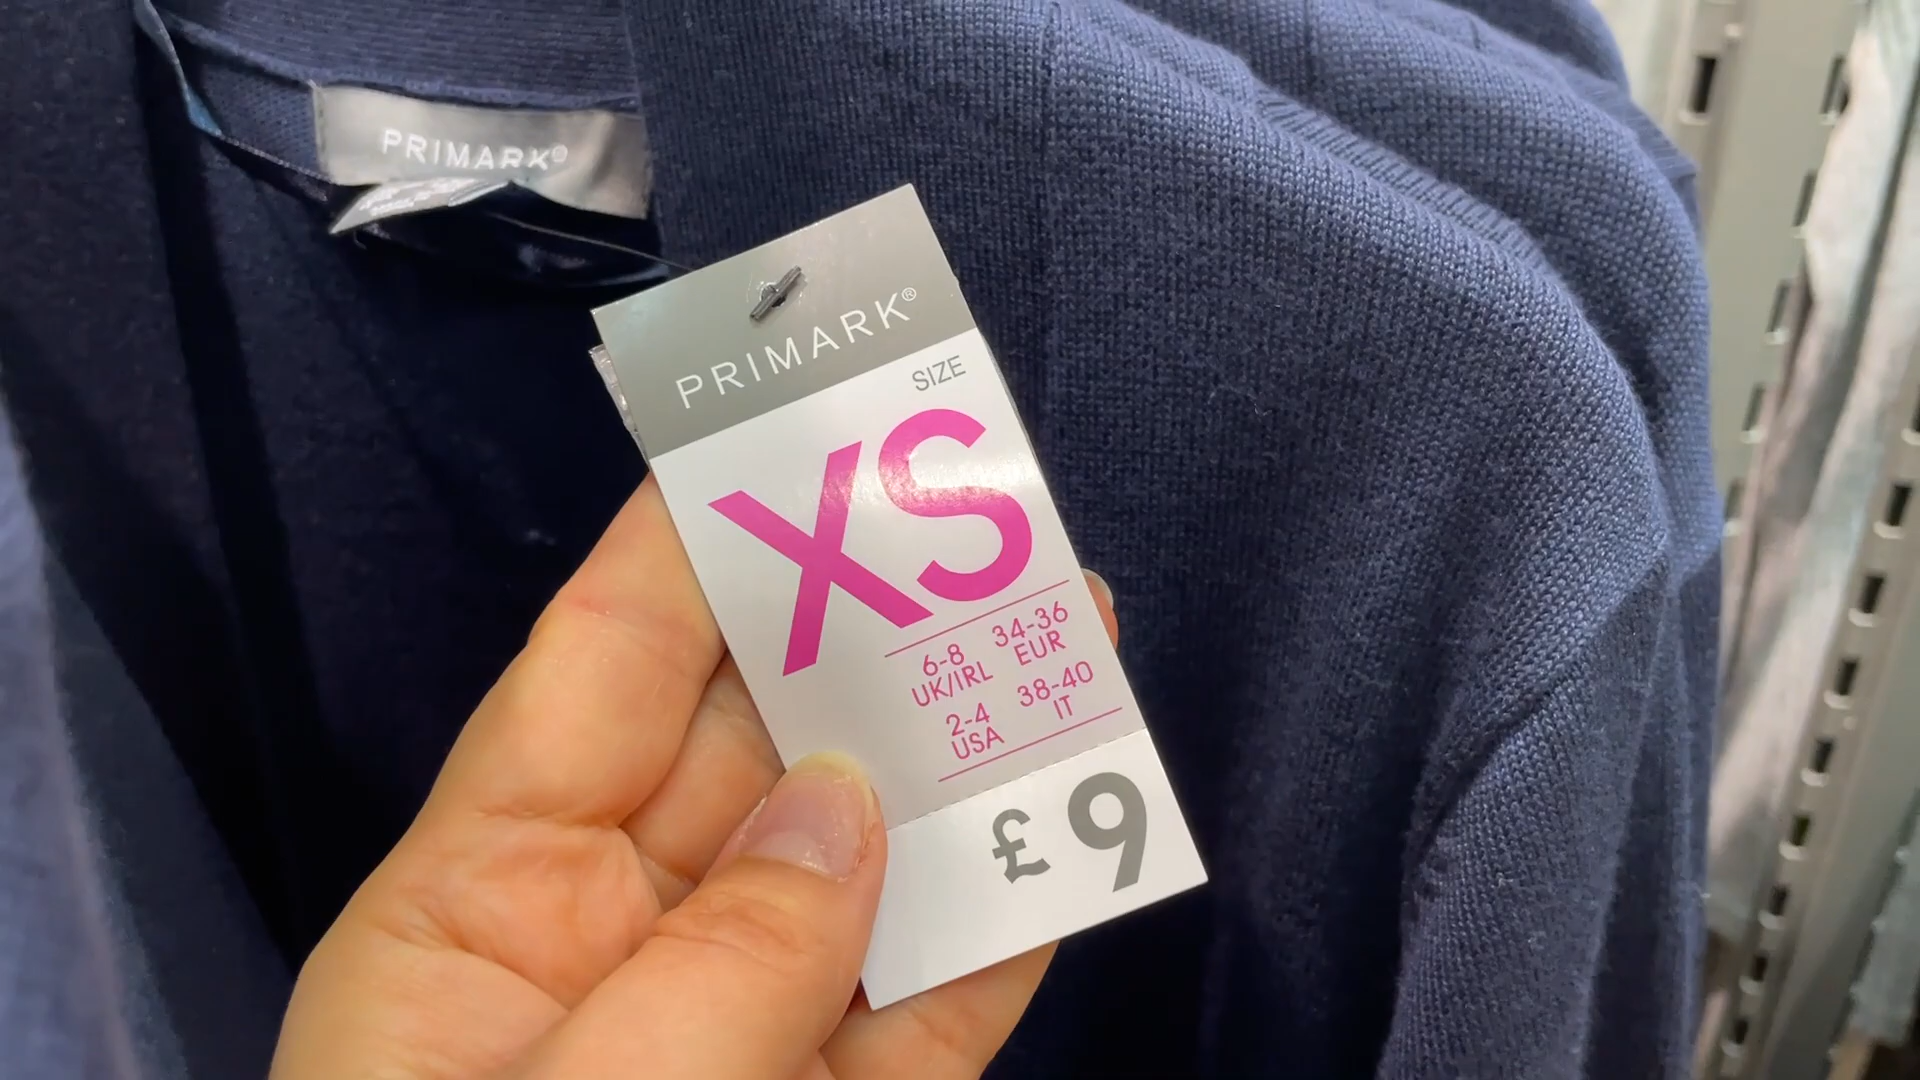 PRIMARK®
PRIMARK®
SIZE
XS
6-8
UK/IRL
34-36
EUR
2-4
USA
38-40
IT
£9